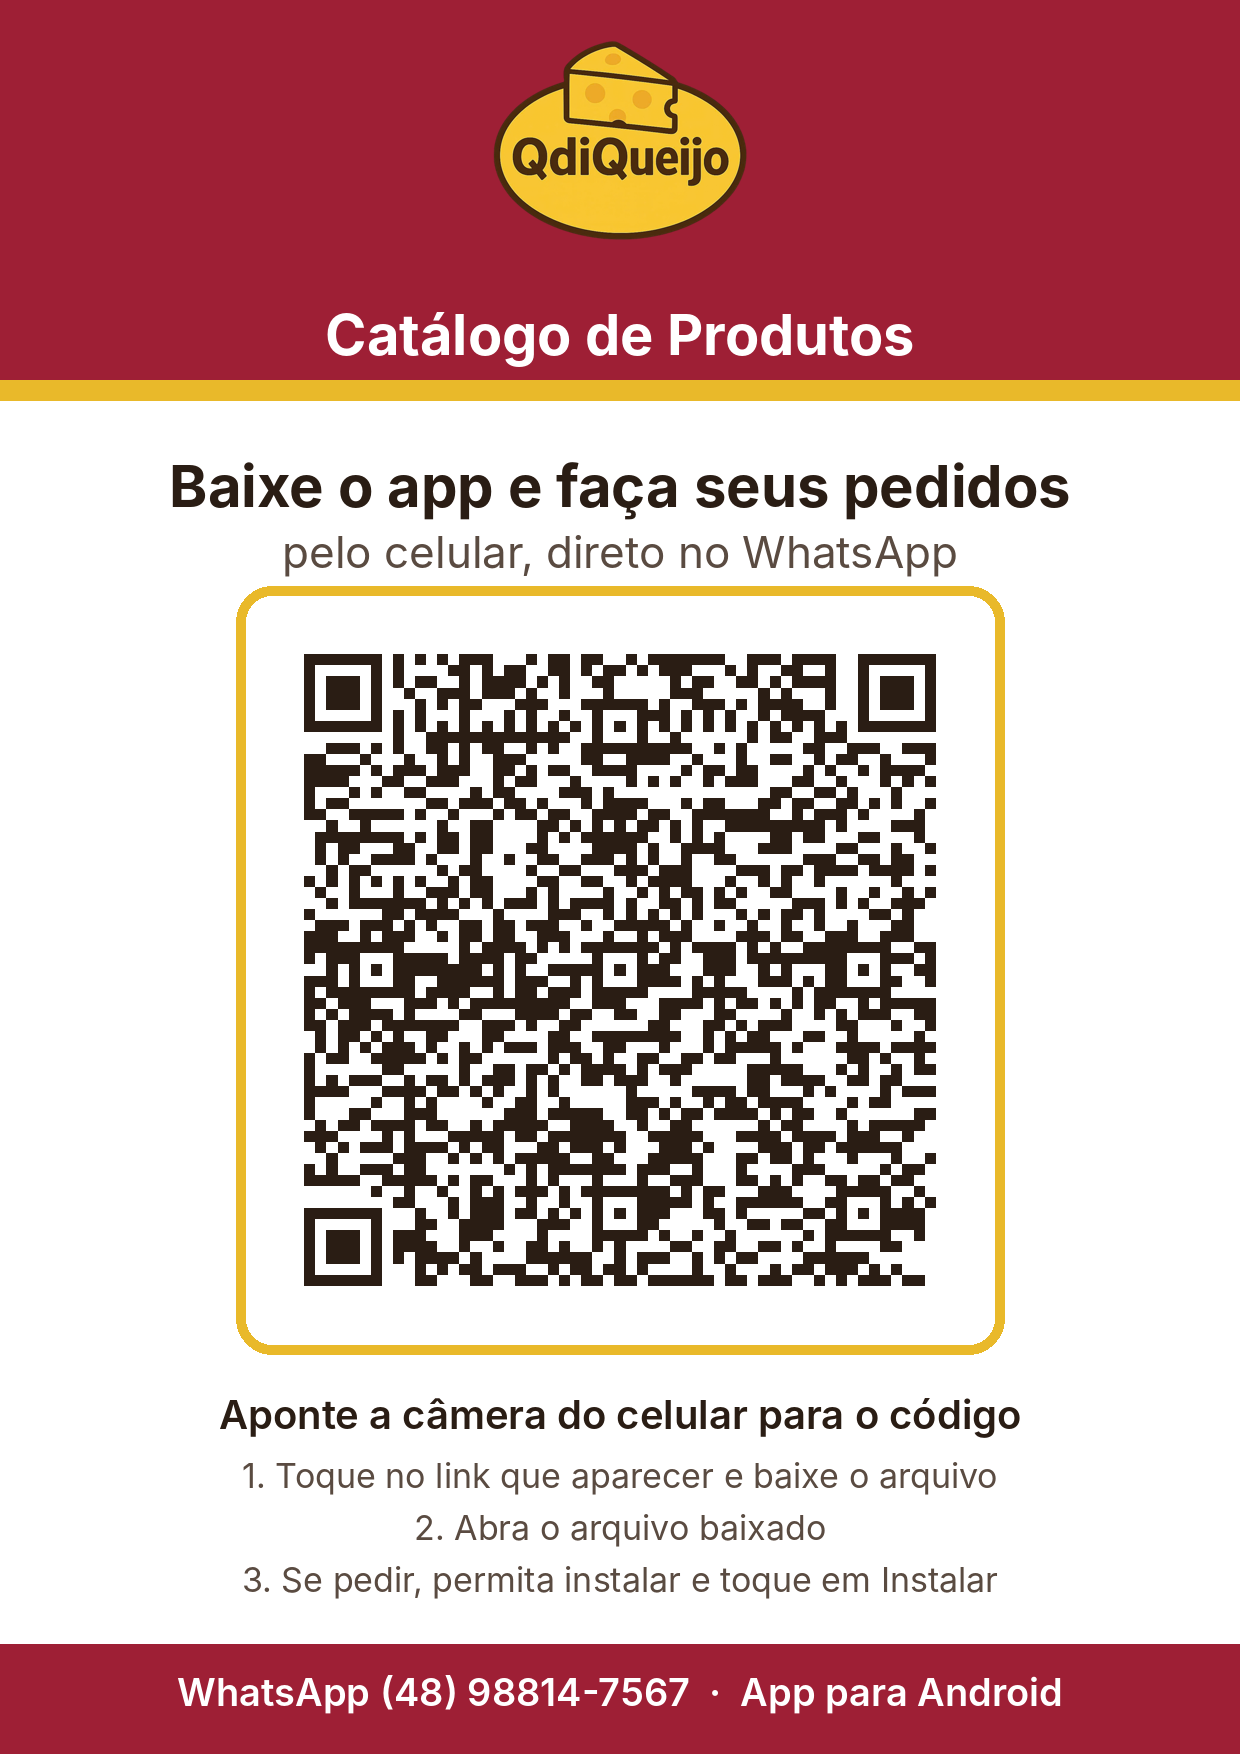 QdiQueijo
Catálogo de Produtos
Baixe o app e faça seus pedidos
pelo celular, direto no WhatsApp
Aponte a câmera do celular para o código
1. Toque no link que aparecer e baixe o arquivo
2. Abra o arquivo baixado
3. Se pedir, permita instalar e toque em Instalar
WhatsApp (48) 98814-7567 · App para Android